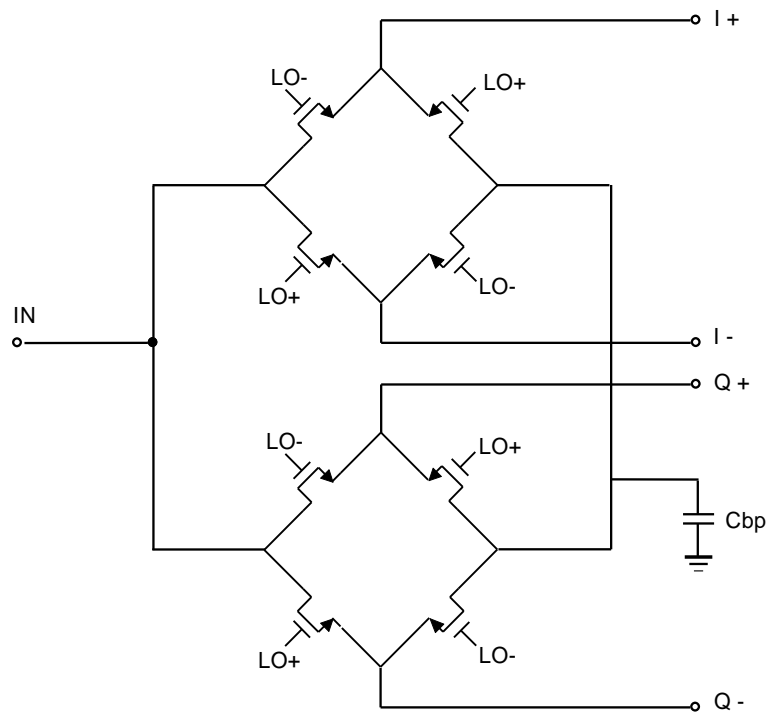 I +
LO-
LO+
LO+
LO-
IN
I -
Q +
LO-
LO+
Cbp
LO+
LO-
Q -